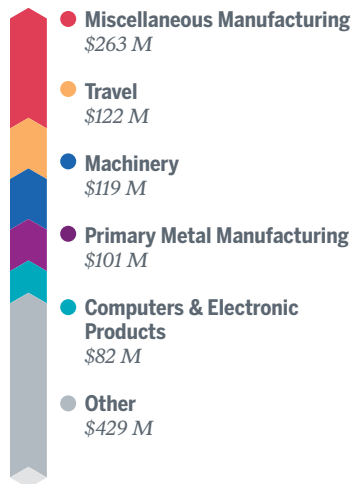 Miscellaneous Manufacturing
$263 M
Travel
$122 M
Machinery
$119 M
Primary Metal Manufacturing
$101 M
Computers & Electronic
Products
$82 M
Other
$429 M